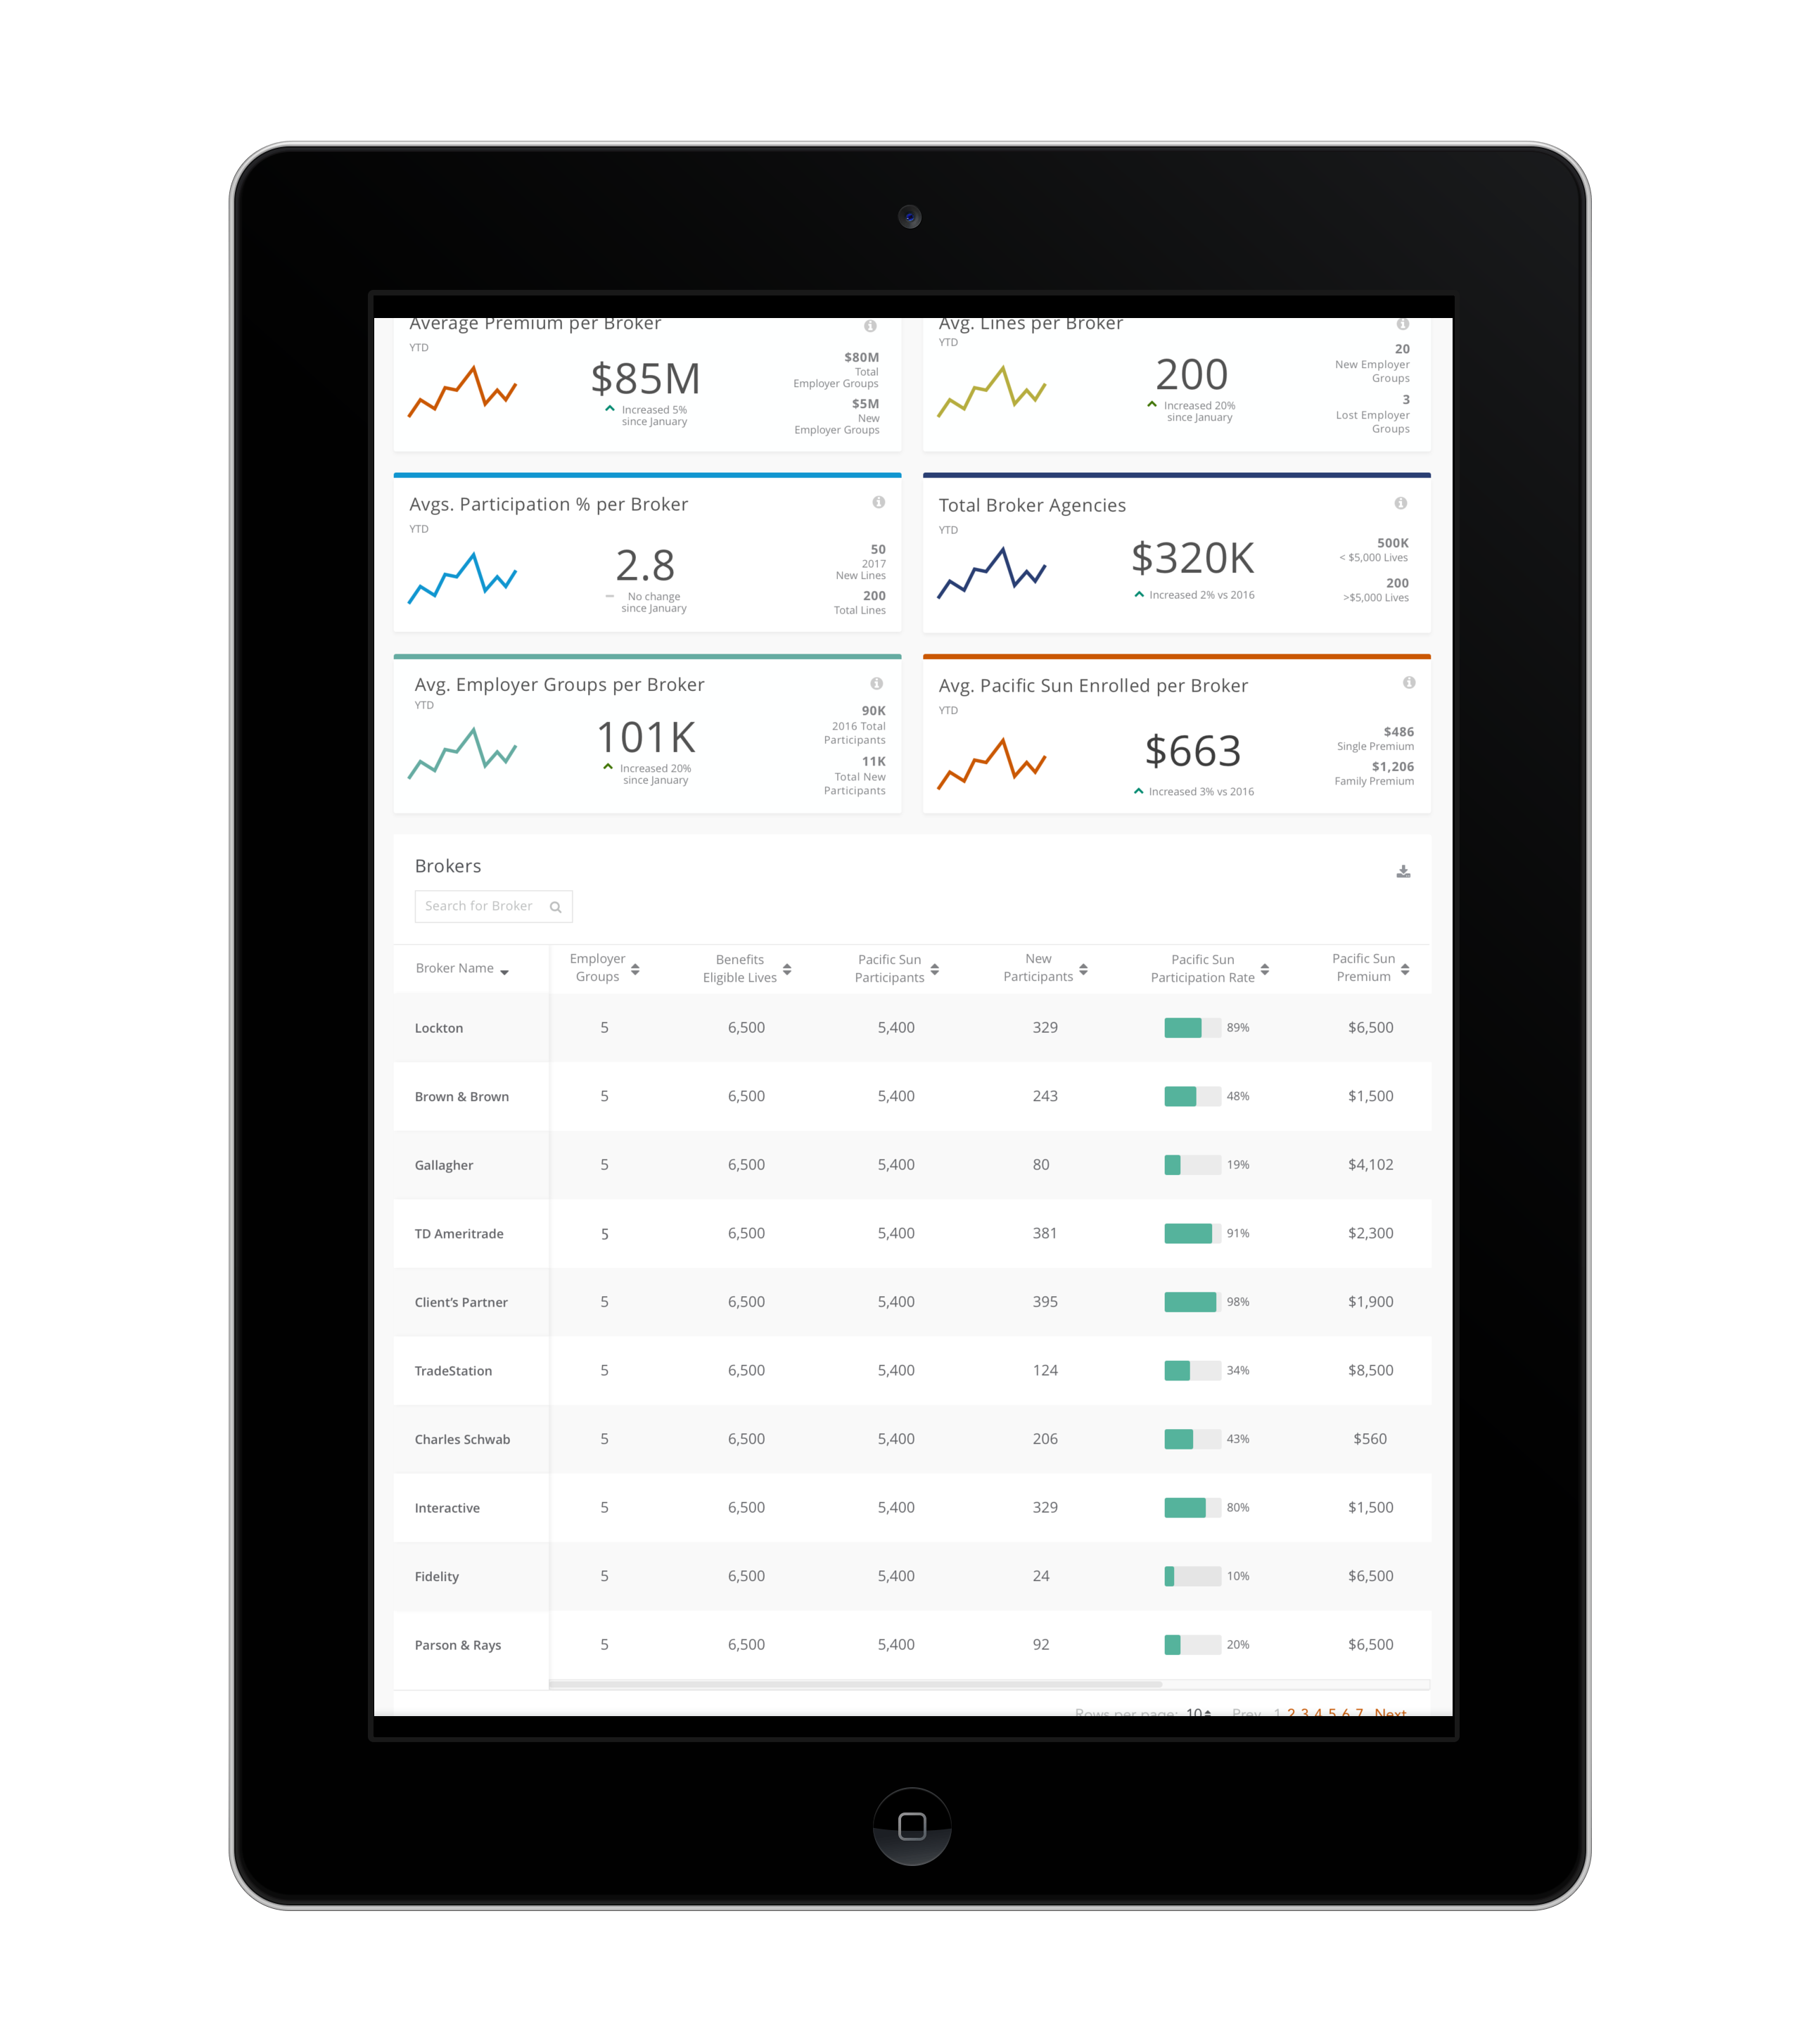 Average Premium per Broker
YTD
$85M
Increased 5%
since January
$80M
Total
Employer Groups
$5M
New
Employer Groups
Avg. Lines per Broker
YTD
200
Increased 20%
since January
20
New Employer
Groups
3
Lost Employer
Groups
Avgs. Participation % per Broker
YTD
2.8
No change
since January
50
2017
New Lines
200
Total Lines
Total Broker Agencies
YTD
$320K
Increased 2% vs 2016
500K
< $5,000 Lives
200
>$5,000 Lives
Avg. Employer Groups per Broker
YTD
101K
Increased 20%
since January
90K
2016 Total
Participants
11K
Total New
Participants
Avg. Pacific Sun Enrolled per Broker
YTD
$663
Increased 3% vs 2016
$486
Single Premium
$1,206
Family Premium
Brokers
Search for Broker
Broker Name
Employer
Groups
Benefits
Eligible Lives
Pacific Sun
Participants
New
Participants
Pacific Sun
Participation Rate
Pacific Sun
Premium
Lockton 5 6,500 5,400 329 89% $6,500
Brown & Brown 5 6,500 5,400 243 48% $1,500
Gallagher 5 6,500 5,400 80 19% $4,102
TD Ameritrade 5 6,500 5,400 381 91% $2,300
Client’s Partner 5 6,500 5,400 395 98% $1,900
TradeStation 5 6,500 5,400 124 34% $8,500
Charles Schwab 5 6,500 5,400 206 43% $560
Interactive 5 6,500 5,400 329 80% $1,500
Fidelity 5 6,500 5,400 24 10% $6,500
Parson & Rays 5 6,500 5,400 92 20% $6,500
Rows per page: 10 Prev 1 2 3 4 5 6 7 Next